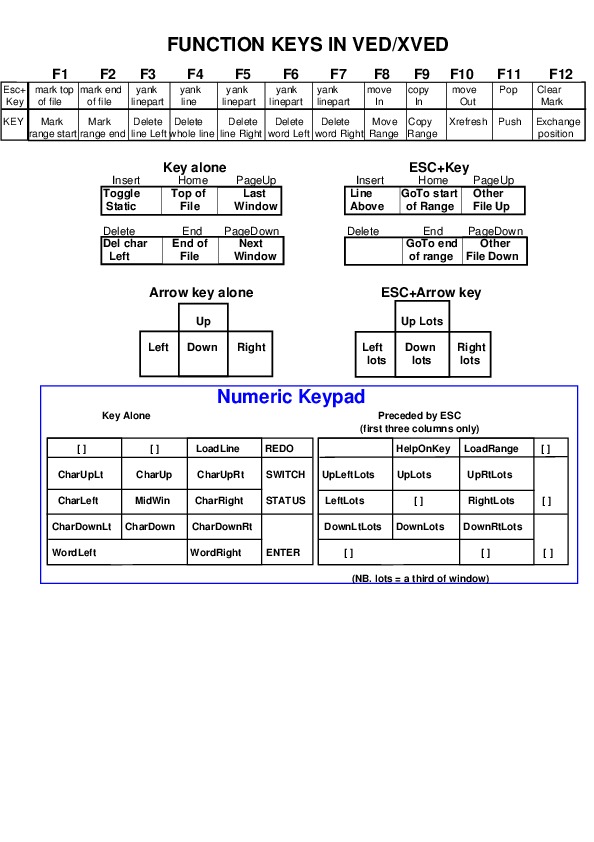 FUNCTION KEYS IN VED/XVED
F1 F2 F3 F4 F5 F6 F7 F8 F9 F10 F11 F12
Esc+ mark top mark end yank yank yank yank yank move copy move Pop Clear
Key of file of file linepart line linepart linepart linepart In In Out Mark
KEY Mark Mark Delete Delete Delete Delete Delete Move Copy Xrefresh Push Exchange
range start range end line Left whole line line Right word Left word Right Range Range position
Key alone ESC+Key
Insert Home PageUp Insert Home PageUp
Toggle Top of Last Line GoTo start Other
Static File Window Above of Range File Up
Delete End PageDown Delete End PageDown
Del char End of Next GoTo end Other
Left File Window of range File Down
Arrow key alone ESC+Arrow key
Up Up Lots
Left Down Right Left Down Right
lots lots lots
Numeric Keypad
Key Alone Preceded by ESC
(first three columns only)
[ ] [ ] LoadLine REDO HelpOnKey LoadRange [ ]
CharUpLt CharUp CharUpRt SWITCH UpLeftLots UpLots UpRtLots
CharLeft MidWin CharRight STATUS LeftLots [ ] RightLots [ ]
CharDownLt CharDown CharDownRt DownLtLots DownLots DownRtLots
WordLeft WordRight ENTER [ ] [ ] [ ]
(NB. lots = a third of window)